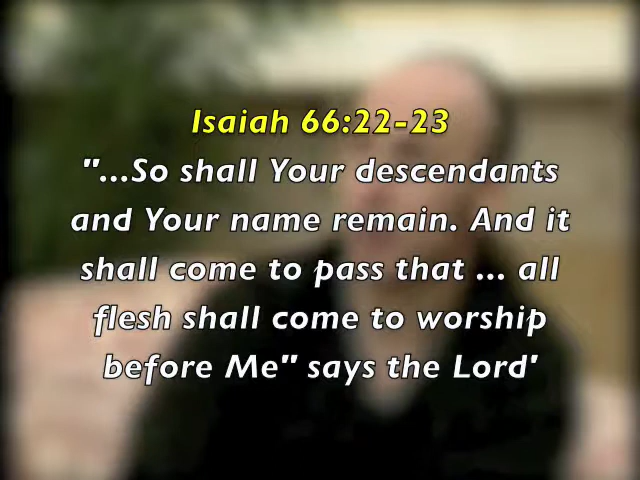 Isaiah 66:22-23
"...So shall Your descendants
and Your name remain. And it
shall come to pass that ... all
flesh shall come to worship
before Me" says the Lord'